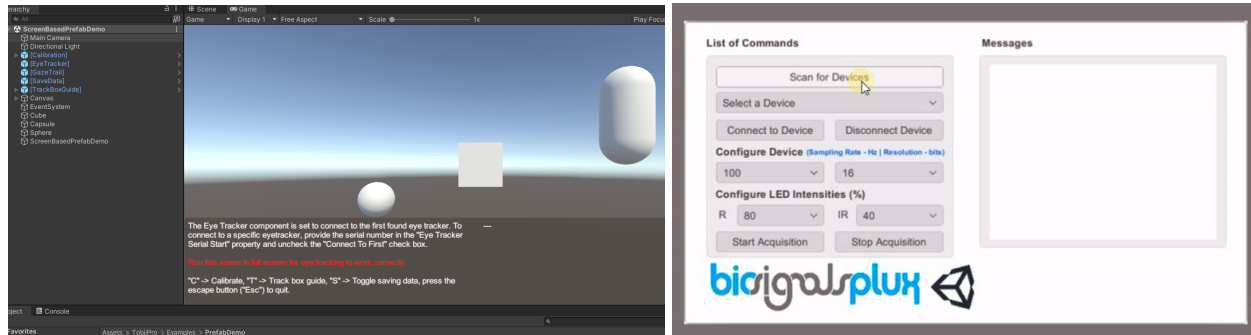 erarchy
Scene
Game
All
Game
Display 1
Free Aspect
Scale
1x
Play Focus
ScreenBasedPrefabDemo
Main Camera
Directional Light
[Calibration]
[EyeTracker]
[GazeTrail]
[SaveData]
[TrackBoxGuide]
Canvas
EventSystem
Cube
Capsule
Sphere
ScreenBasedPrefabDemo
The Eye Tracker component is set to connect to the first found eye tracker. To
connect to a specific eyetracker, provide the serial number in the "Eye Tracker
Serial Start" property and uncheck the "Connect To First" check box.
Run this scene in full screen for eye tracking to work correctly.
"C" -> Calibrate, "T" -> Track box guide, "S" -> Toggle saving data, press the
escape button ("Esc") to quit.
oject
Console
Favorites
Assets > TobiiPro > Examples > PrefabDemo
List of Commands
Messages
Scan for Devices
Select a Device
Connect to Device
Disconnect Device
Configure Device (Sampling Rate - Hz | Resolution - bits)
100
16
Configure LED Intensities (%)
R
80
IR
40
Start Acquisition
Stop Acquisition
biosignalsplux